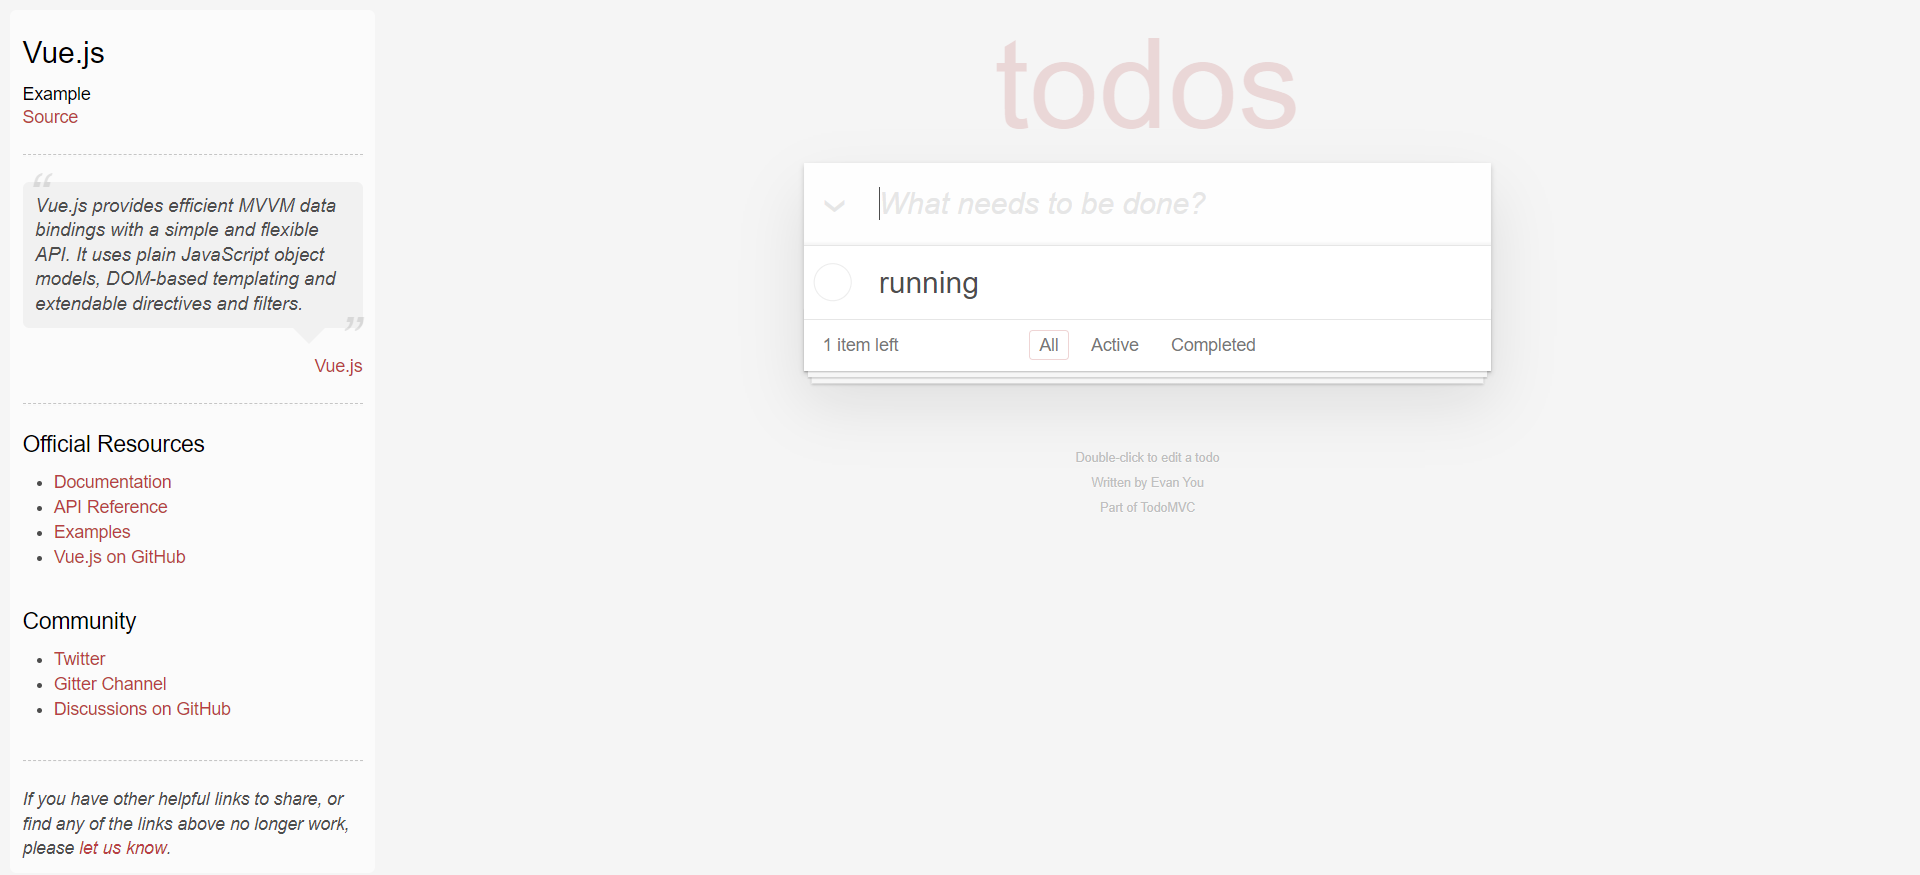 Vue.js
Example
Source
“
Vue.js provides efficient MVVM data
bindings with a simple and flexible
API. It uses plain JavaScript object
models, DOM-based templating and
extendable directives and filters.
”
Vue.js
Official Resources
Documentation
API Reference
Examples
Vue.js on GitHub
Community
Twitter
Gitter Channel
Discussions on GitHub
If you have other helpful links to share, or
find any of the links above no longer work,
please let us know.
todos
What needs to be done?
running
1 item left All Active Completed
Double-click to edit a todo
Written by Evan You
Part of TodoMVC